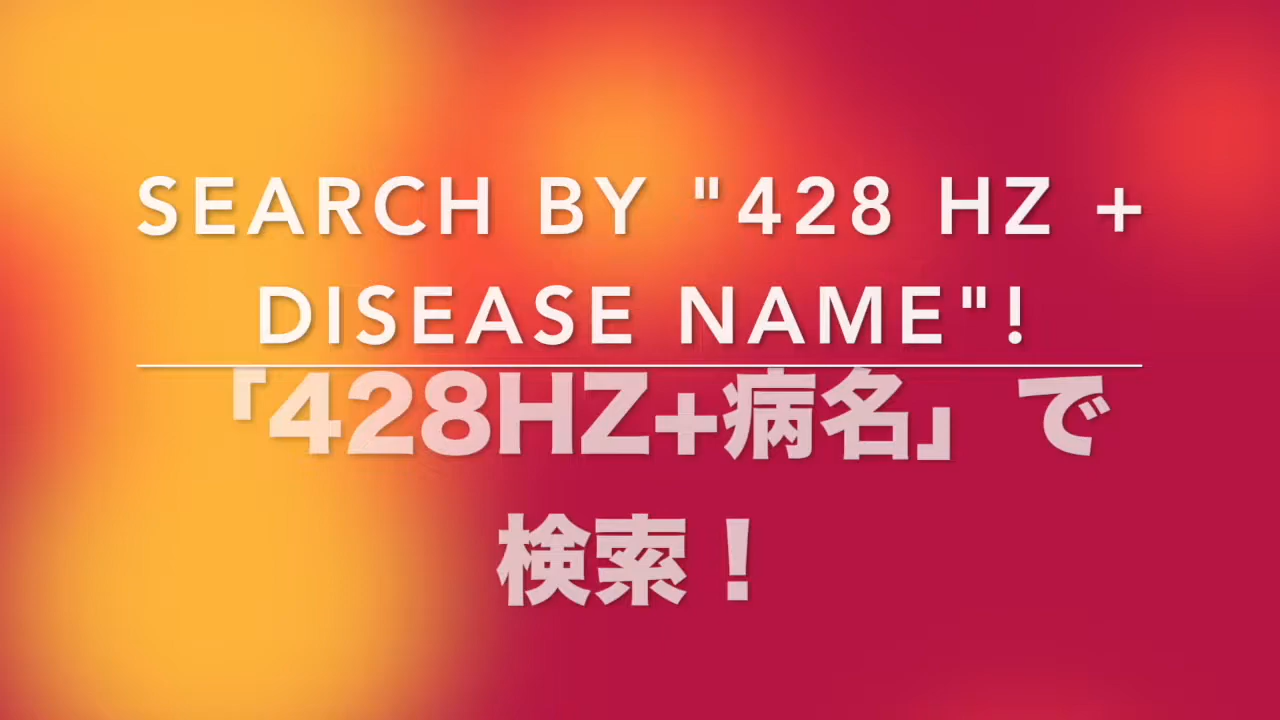 SEARCH BY "428 HZ +
DISEASE NAME"!
「428HZ+病名」で
検索！